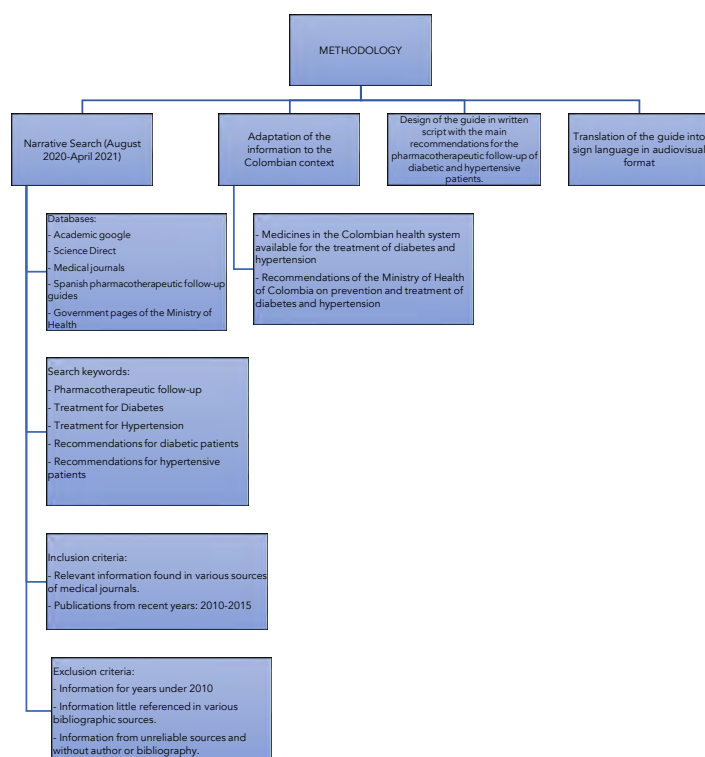 METHODOLOGY
Narrative Search (August
2020-April 2021)
Adaptation of the
information to the
Colombian context
Design of the guide in written
script with the main
recommendations for the
pharmacotherapeutic follow-up of
diabetic and hypertensive
patients.
Translation of the guide into
sign language in audiovisual
format
Databases:
- Academic google
- Science Direct
- Medical journals
- Spanish pharmacotherapeutic follow-up
guides
- Government pages of the Ministry of
Health
- Medicines in the Colombian health system
available for the treatment of diabetes and
hypertension
- Recommendations of the Ministry of Health
of Colombia on prevention and treatment of
diabetes and hypertension
Search keywords:
- Pharmacotherapeutic follow-up
- Treatment for Diabetes
- Treatment for Hypertension
- Recommendations for diabetic patients
- Recommendations for hypertensive
patients
Inclusion criteria:
- Relevant information found in various sources
of medical journals.
- Publications from recent years: 2010-2015
Exclusion criteria:
- Information for years under 2010
- Information little referenced in various
bibliographic sources.
- Information from unreliable sources and
without author or bibliography.